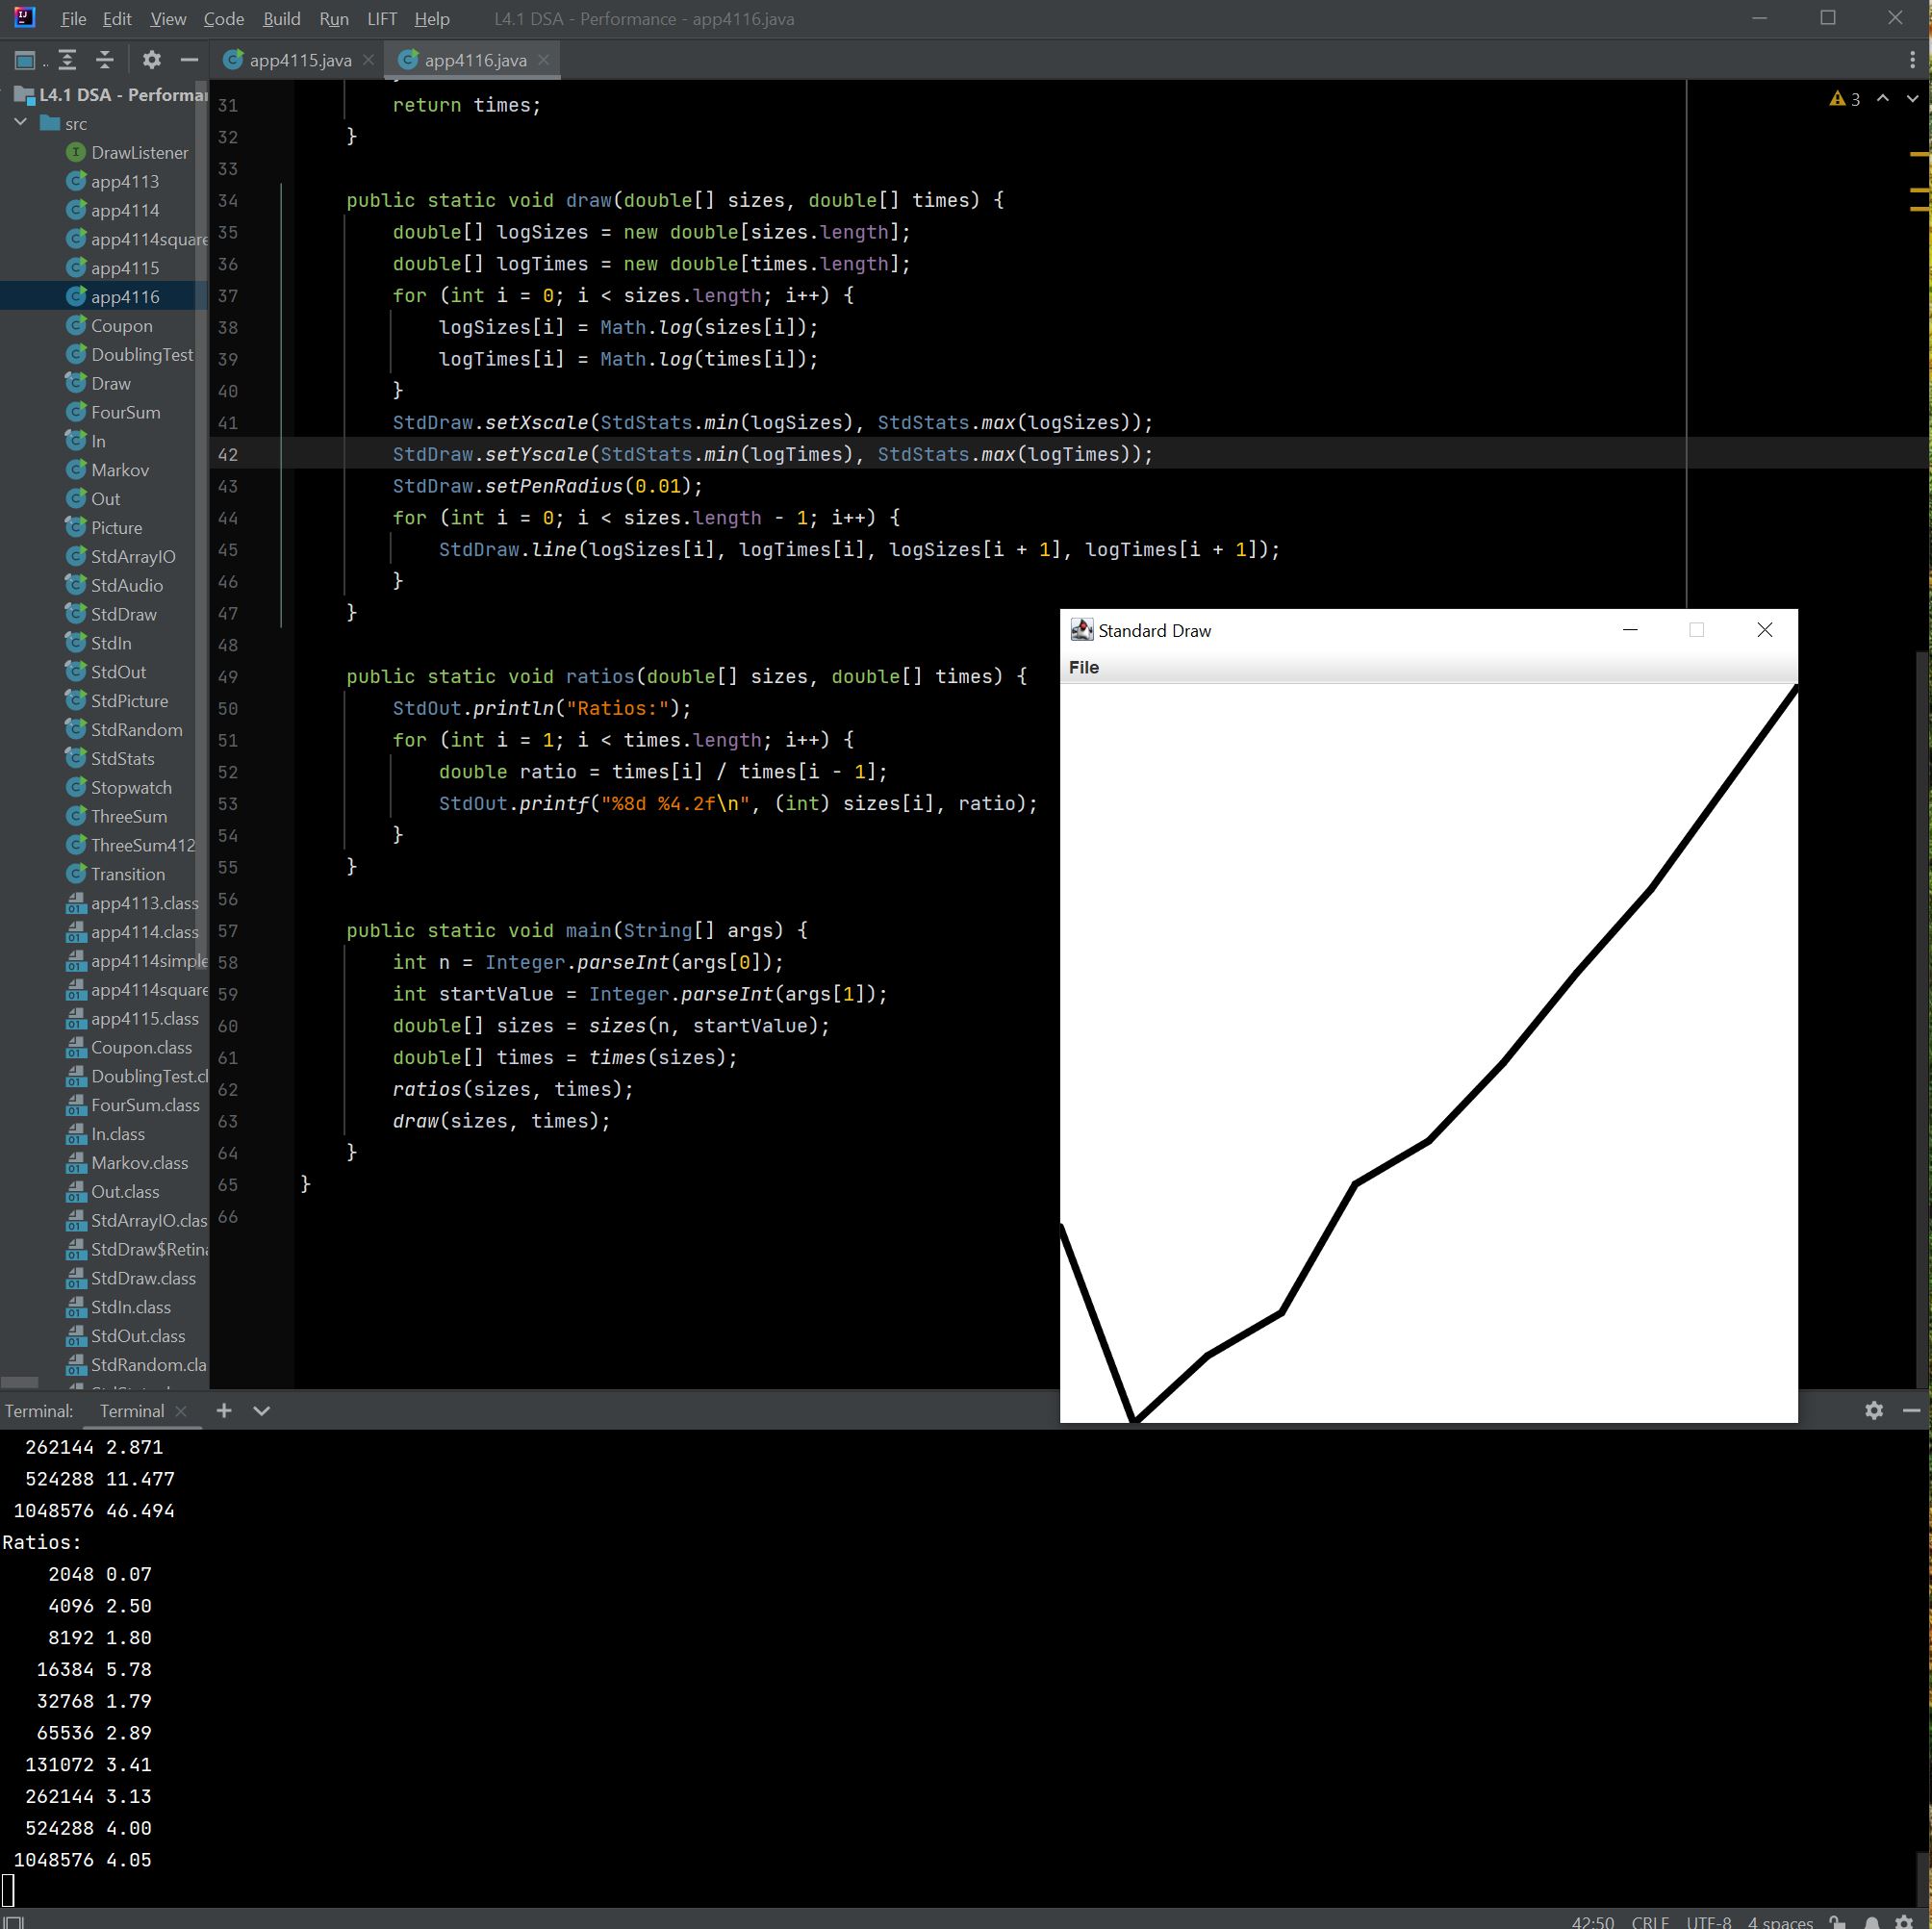 File Edit View Code Build Run LIFT Help L4.1 DSA - Performance - app4116.java
app4115.java app4116.java
L4.1 DSA - Performa
src
DrawListener
app4113
app4114
app4114square
app4115
app4116
Coupon
DoublingTest
Draw
FourSum
In
Markov
Out
Picture
StdArrayIO
StdAudio
StdDraw
StdIn
StdOut
StdPicture
StdRandom
StdStats
Stopwatch
ThreeSum
ThreeSum412
Transition
app4113.class
app4114.class
app4114simple
app4114square
app4115.class
Coupon.class
DoublingTest.cl
FourSum.class
In.class
Markov.class
Out.class
StdArrayIO.clas
StdDraw$Retina
StdDraw.class
StdIn.class
StdOut.class
StdRandom.cla
3
31 return times;
32 }
33
34 public static void draw(double[] sizes, double[] times) {
35 double[] logSizes = new double[sizes.length];
36 double[] logTimes = new double[times.length];
37 for (int i = 0; i < sizes.length; i++) {
38 logSizes[i] = Math.log(sizes[i]);
39 logTimes[i] = Math.log(times[i]);
40 }
41 StdDraw.setXscale(StdStats.min(logSizes), StdStats.max(logSizes));
42 StdDraw.setYscale(StdStats.min(logTimes), StdStats.max(logTimes));
43 StdDraw.setPenRadius(0.01);
44 for (int i = 0; i < sizes.length - 1; i++) {
45 StdDraw.line(logSizes[i], logTimes[i], logSizes[i + 1], logTimes[i + 1]);
46 }
47 }
48
49 public static void ratios(double[] sizes, double[] times) {
50 StdOut.println("Ratios:");
51 for (int i = 1; i < times.length; i++) {
52 double ratio = times[i] / times[i - 1];
53 StdOut.printf("%8d %4.2f\n", (int) sizes[i], ratio);
54 }
55 }
56
57 public static void main(String[] args) {
58 int n = Integer.parseInt(args[0]);
59 int startValue = Integer.parseInt(args[1]);
60 double[] sizes = sizes(n, startValue);
61 double[] times = times(sizes);
62 ratios(sizes, times);
63 draw(sizes, times);
64 }
65 }
66
Standard Draw
File
Terminal: Terminal
262144 2.871
524288 11.477
1048576 46.494
Ratios:
2048 0.07
4096 2.50
8192 1.80
16384 5.78
32768 1.79
65536 2.89
131072 3.41
262144 3.13
524288 4.00
1048576 4.05
42:50 CRLF UTF-8 4 spaces